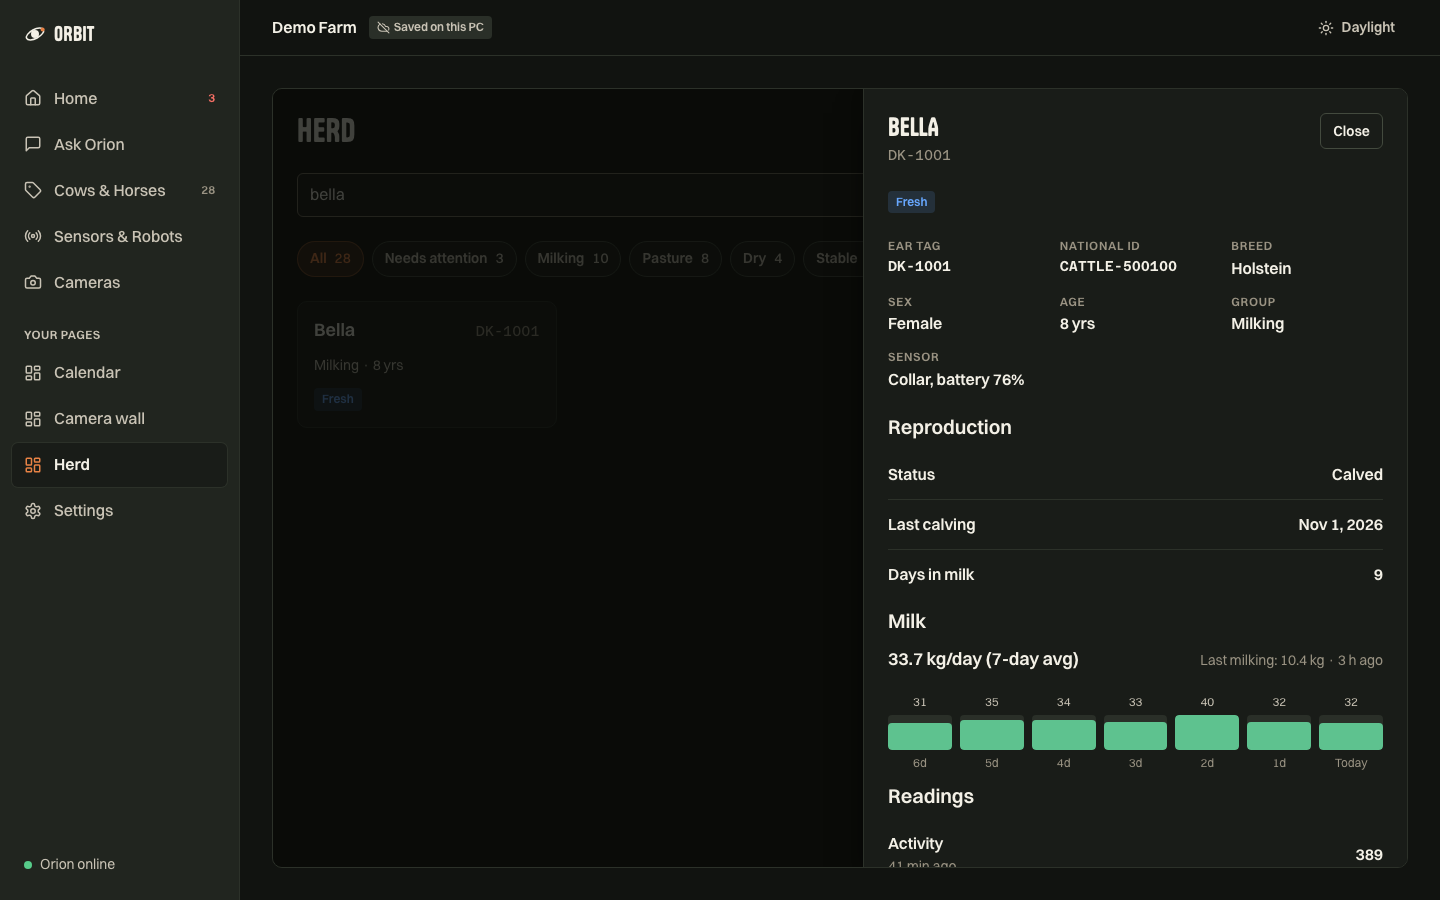 ORBIT
Home 3
Ask Orion
Cows & Horses 28
Sensors & Robots
Cameras
YOUR PAGES
Calendar
Camera wall
Herd
Settings
Orion online
Demo Farm
Saved on this PC
Daylight
HERD
bella
All 28 Needs attention 3 Milking 10 Pasture 8 Dry 4 Stable
Bella DK-1001
Milking · 8 yrs
Fresh
BELLA
DK-1001
Close
Fresh
EAR TAG NATIONAL ID BREED
DK-1001 CATTLE-500100 Holstein
SEX AGE GROUP
Female 8 yrs Milking
SENSOR
Collar, battery 76%
Reproduction
Status Calved
Last calving Nov 1, 2026
Days in milk 9
Milk
33.7 kg/day (7-day avg) Last milking: 10.4 kg · 3 h ago
31 35 34 33 40 32 32
6d 5d 4d 3d 2d 1d Today
Readings
Activity 389
41 min ago